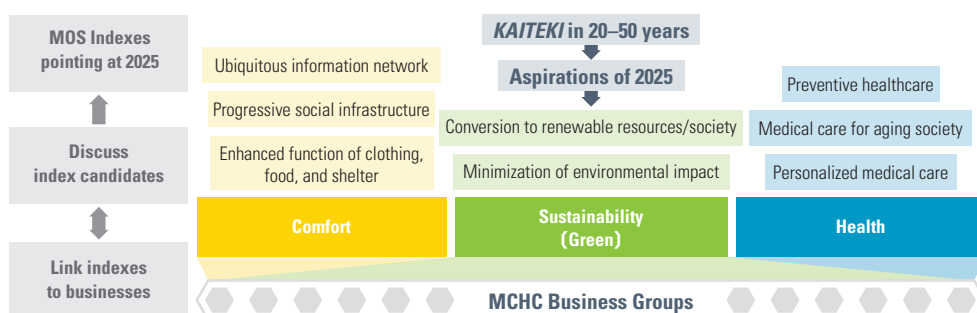 MOS Indexes
pointing at 2025
Discuss
index candidates
Link indexes
to businesses
KAITEKI in 20–50 years
Aspirations of 2025
Ubiquitous information network
Progressive social infrastructure
Enhanced function of clothing,
food, and shelter
Comfort
Conversion to renewable resources/society
Minimization of environmental impact
Sustainability
(Green)
Preventive healthcare
Medical care for aging society
Personalized medical care
Health
MCHC Business Groups